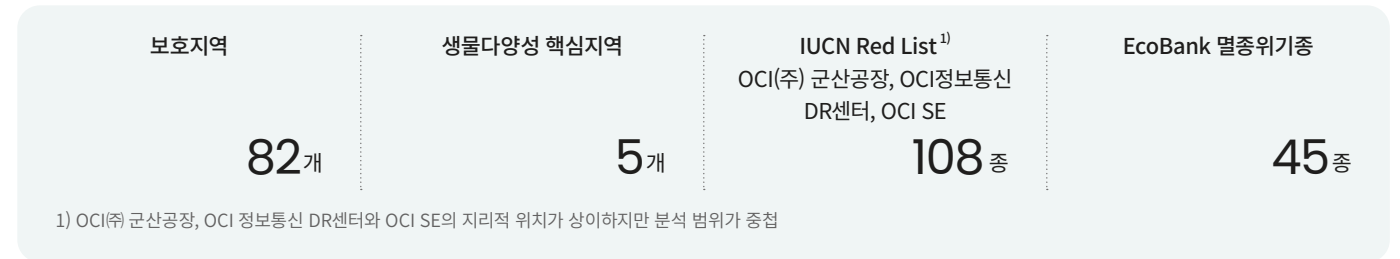 보호지역
82개
생물다양성 핵심지역
5개
IUCN Red List 1)
OCI(주) 군산공장, OCI정보통신
DR센터, OCI SE
108 종
EcoBank 멸종위기종
45종
1) OCI㈜ 군산공장, OCI 정보통신 DR센터와 OCI SE의 지리적 위치가 상이하지만 분석 범위가 중첩